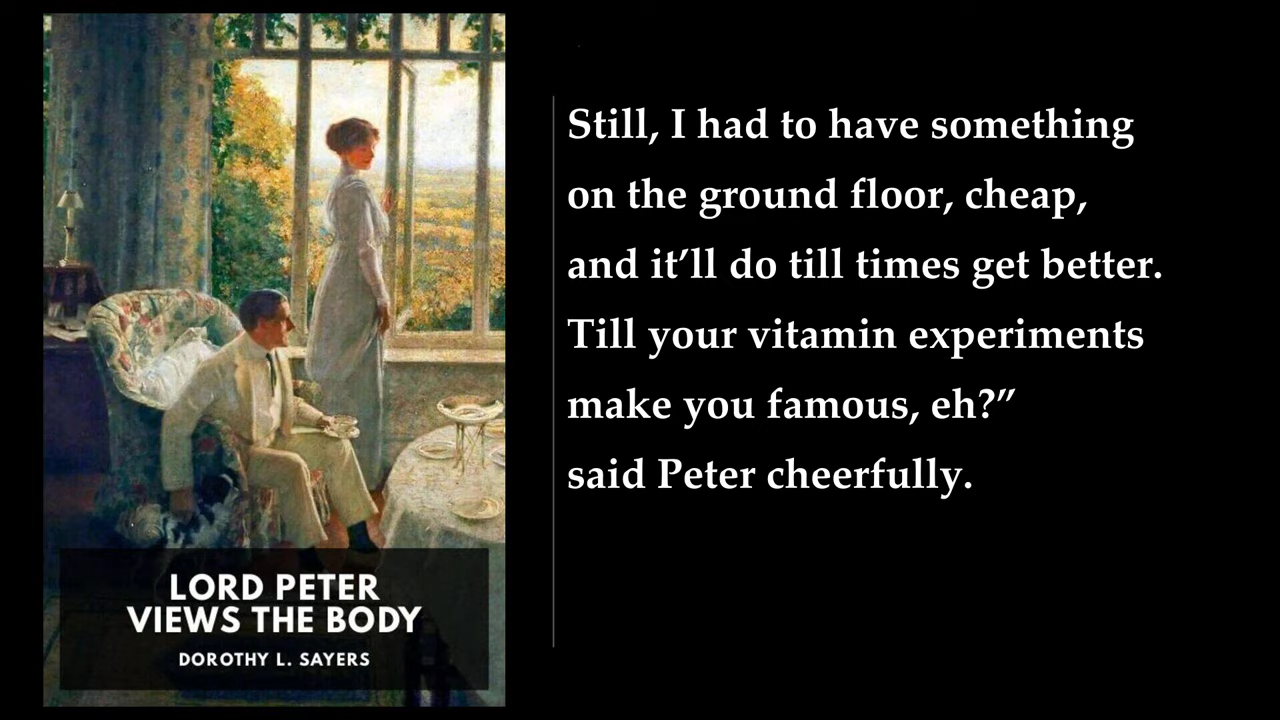 Still, I had to have something
on the ground floor, cheap,
and it’ll do till times get better.
Till your vitamin experiments
make you famous, eh?”
said Peter cheerfully.
LORD PETER
VIEWS THE BODY
DOROTHY L. SAYERS